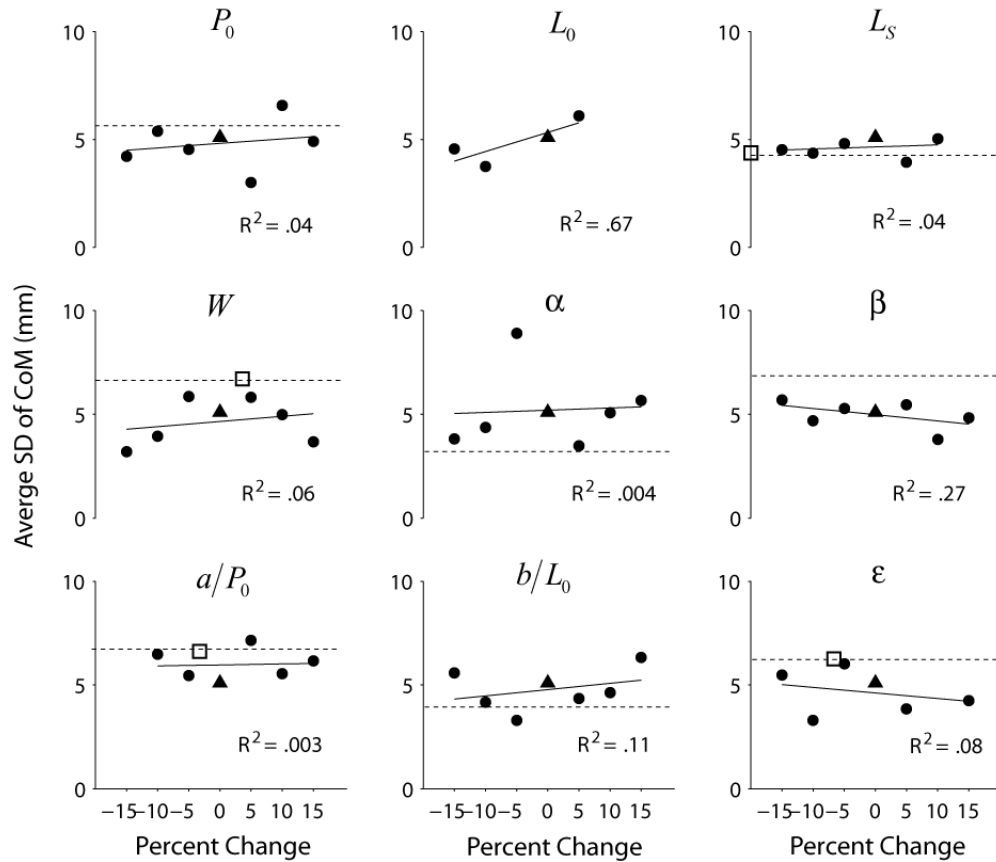 P₀
L₀
L_S
10
5
0
R² = .04
10
5
0
R² = .67
10
5
0
R² = .04
Averge SD of CoM (mm)
W
α
β
10
5
0
R² = .06
10
5
0
R² = .004
10
5
0
R² = .27
a/P₀
b/L₀
ε
10
5
0
R² = .003
10
5
0
R² = .11
10
5
0
R² = .08
−15 −10 −5 0 5 10 15
−15 −10 −5 0 5 10 15
−15 −10 −5 0 5 10 15
Percent Change
Percent Change
Percent Change